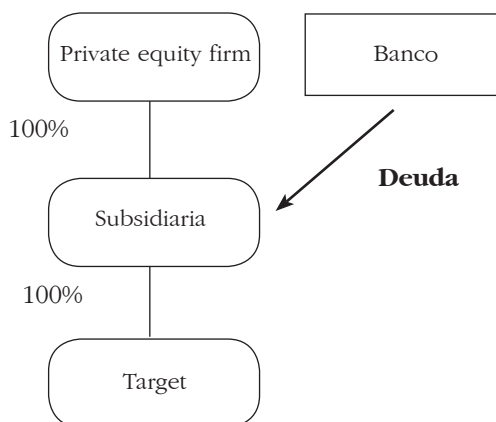 Private equity firm
Banco
100%
Deuda
Subsidiaria
100%
Target